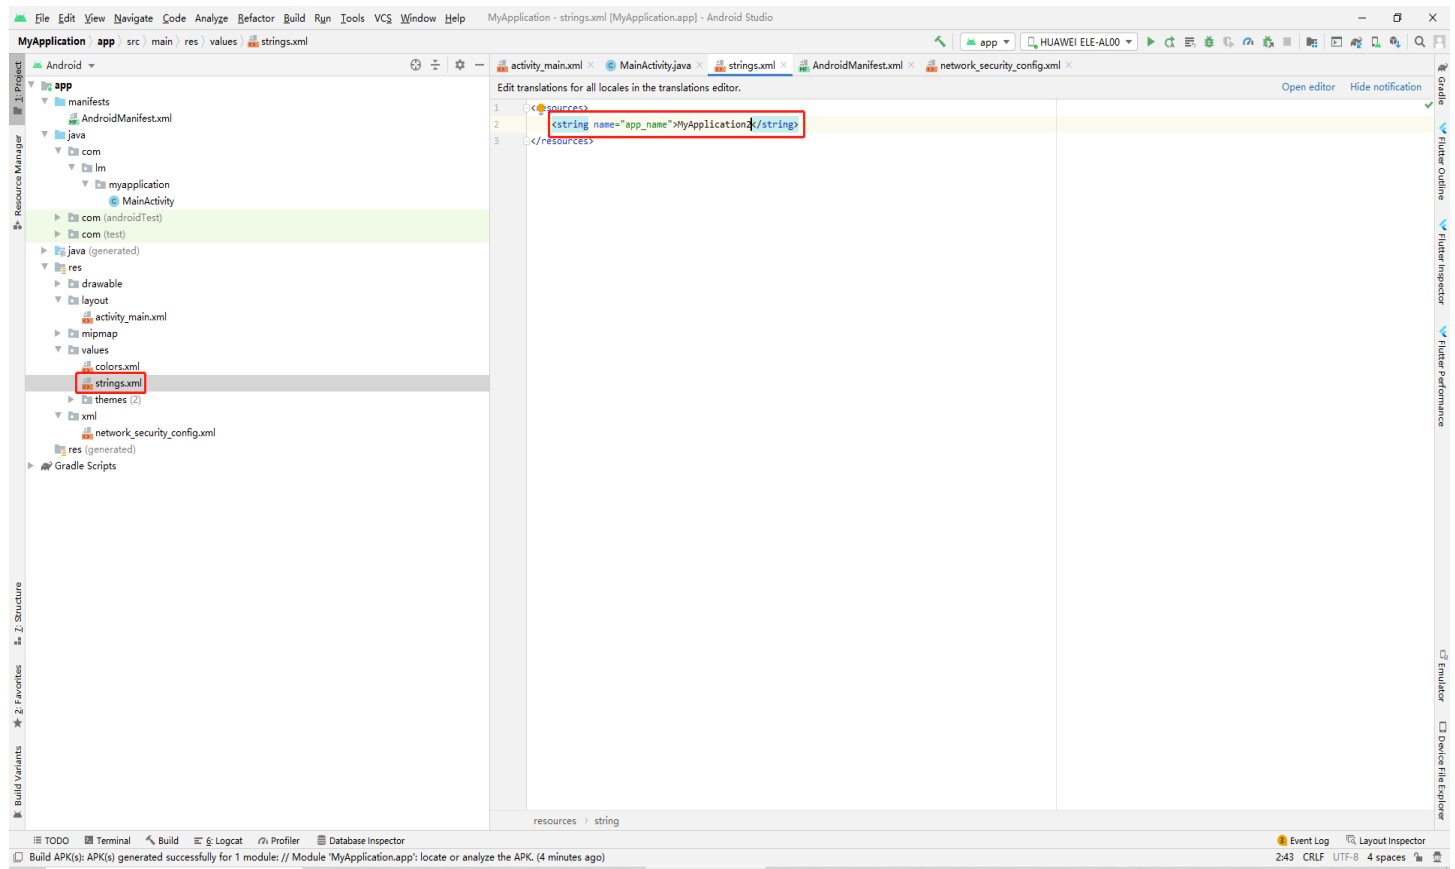 File Edit View Navigate Code Analyze Refactor Build Run Tools VCS Window Help MyApplication - strings.xml [MyApplication.app] - Android Studio
MyApplication app src main res values strings.xml
app HUAWEI ELE-AL00
Android
activity_main.xml MainActivity.java strings.xml AndroidManifest.xml network_security_config.xml
Edit translations for all locales in the translations editor. Open editor Hide notification
app
manifests
AndroidManifest.xml
java
com
lm
myapplication
MainActivity
com (androidTest)
com (test)
java (generated)
res
drawable
layout
activity_main.xml
mipmap
values
colors.xml
strings.xml
themes (2)
xml
network_security_config.xml
res (generated)
Gradle Scripts
1 sources>
2 <string name="app_name">MyApplication2</string>
3 </resources>
1: Project
Resource Manager
7: Structure
2: Favorites
Build Variants
Gradle
Flutter Outline
Flutter Inspector
Flutter Performance
Emulator
Device File Explorer
resources string
TODO Terminal Build 6: Logcat Profiler Database Inspector 3 Event Log Layout Inspector
Build APK(s): APK(s) generated successfully for 1 module: // Module 'MyApplication.app': locate or analyze the APK. (4 minutes ago) 2:43 CRLF UTF-8 4 spaces